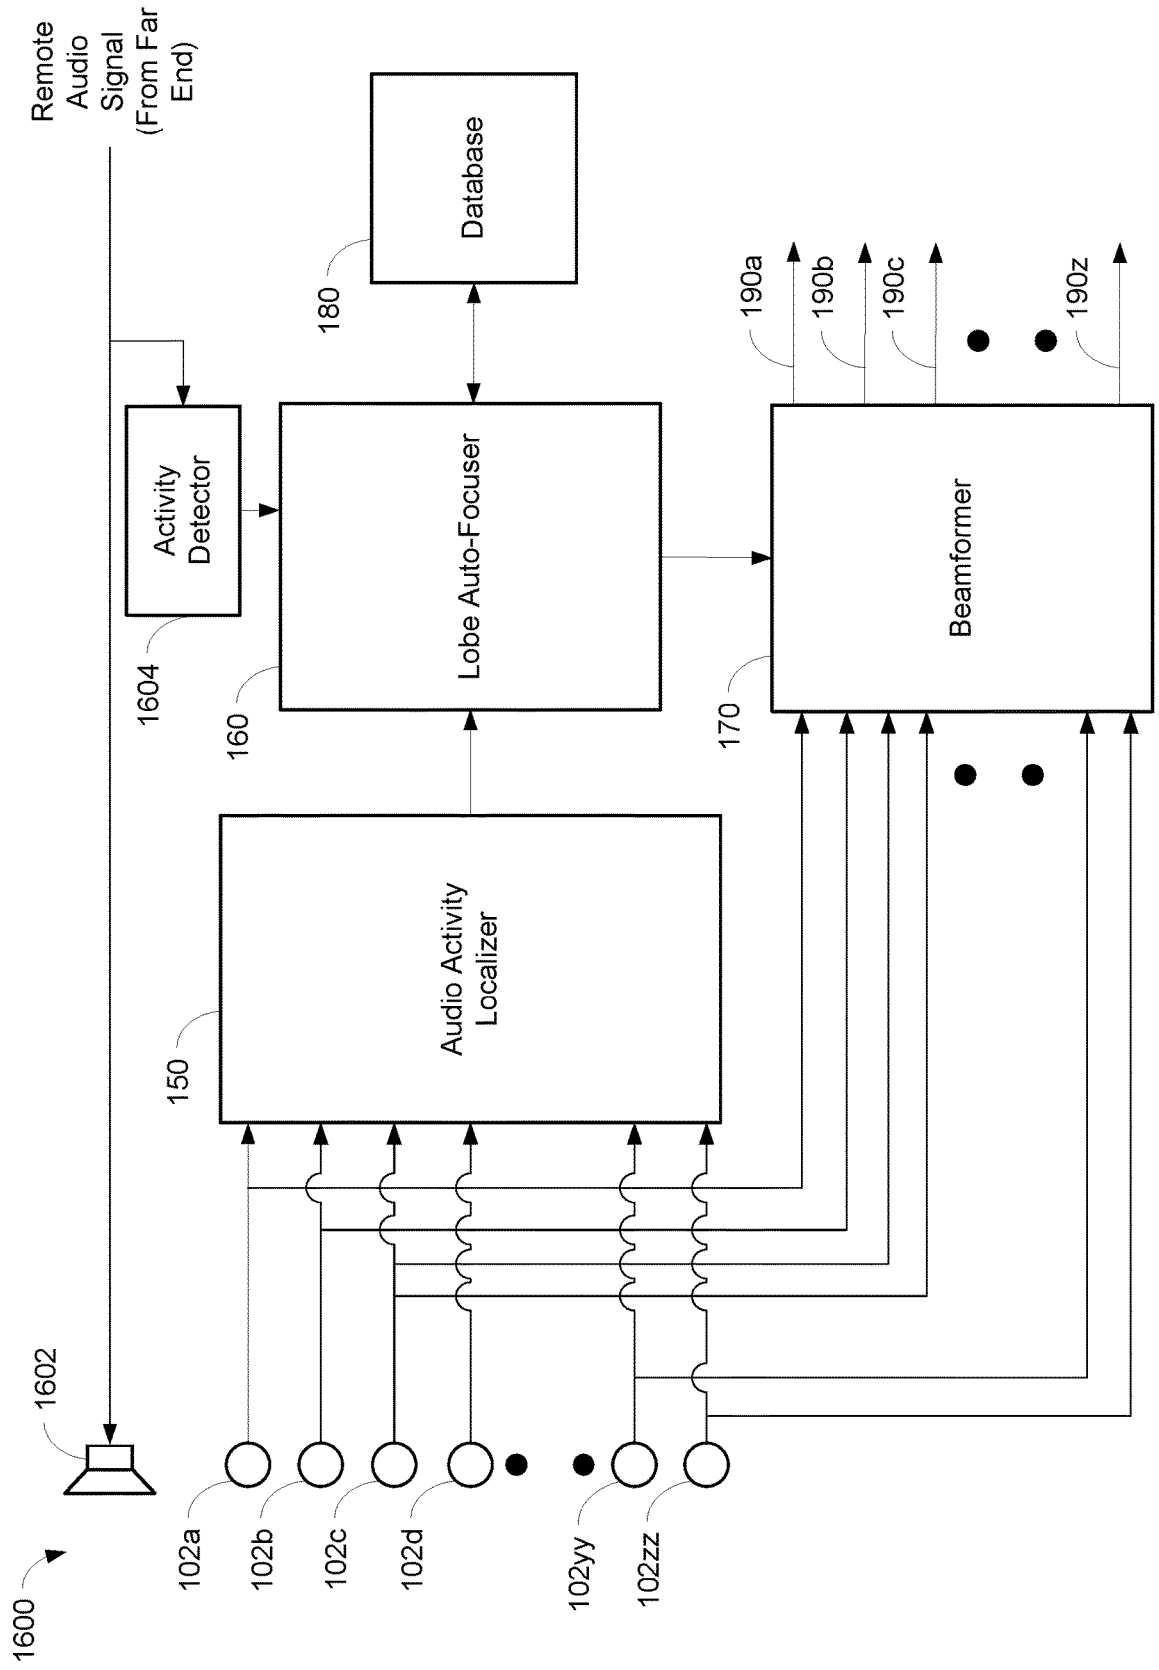 1600
1602
Remote
Audio
Signal
(From Far
End)
1604
Activity
Detector
102a
102b
102c
102d
102yy
102zz
150
Audio Activity
Localizer
160
Lobe Auto-Focuser
180
Database
170
Beamformer
190a
190b
190c
190z